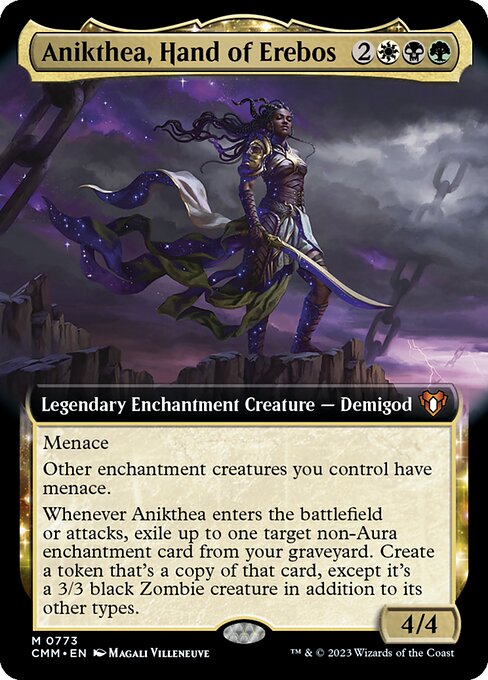 Anikthea, Hand of Erebos 2
Legendary Enchantment Creature — Demigod
Menace
Other enchantment creatures you control have
menace.
Whenever Anikthea enters the battlefield
or attacks, exile up to one target non-Aura
enchantment card from your graveyard. Create
a token that's a copy of that card, except it's
a 3/3 black Zombie creature in addition to its
other types.
4/4
M 0773
CMM • EN Magali Villeneuve
™ & © 2023 Wizards of the Coast